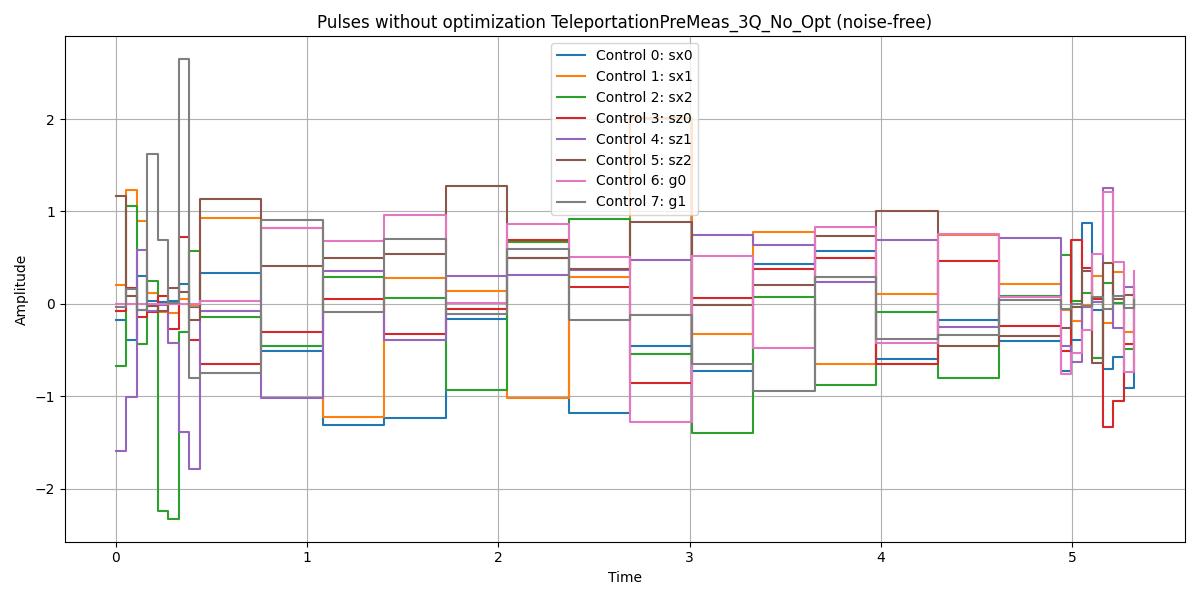 Pulses without optimization TeleportationPreMeas_3Q_No_Opt (noise-free)
Control 0: sx0
Control 1: sx1
Control 2: sx2
Control 3: sz0
Control 4: sz1
Control 5: sz2
Control 6: g0
Control 7: g1
Amplitude
2
1
0
−1
−2
0 1 2 3 4 5
Time